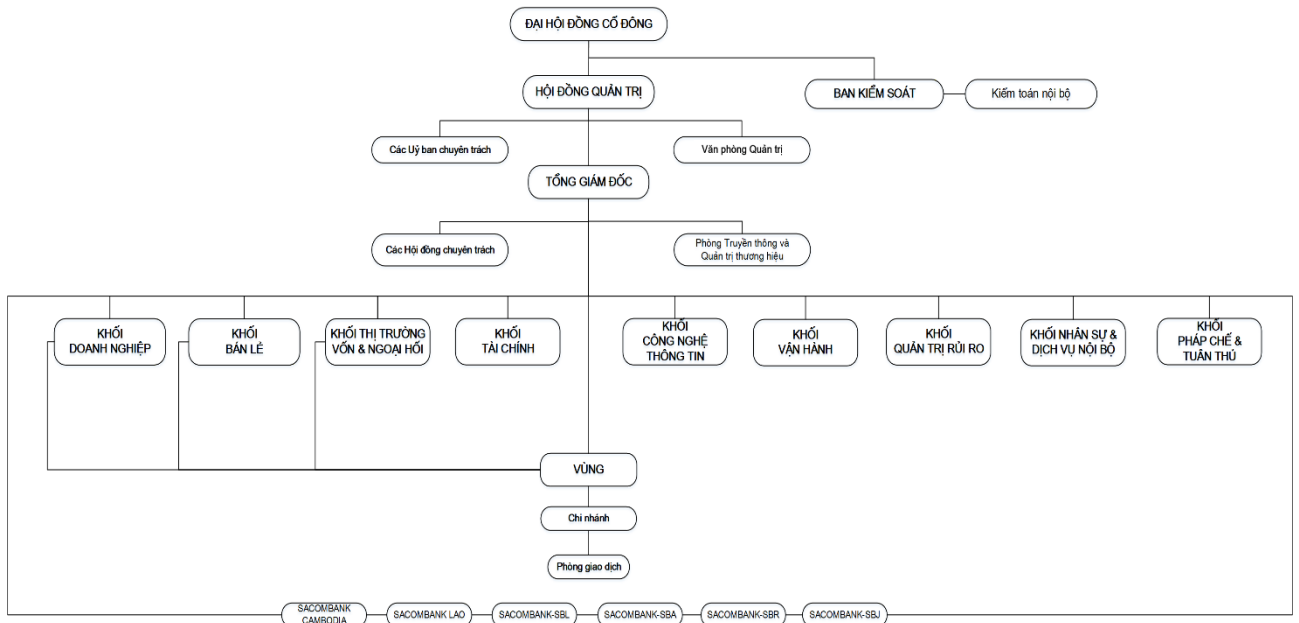 ĐẠI HỘI ĐỒNG CỔ ĐÔNG
HỘI ĐỒNG QUẢN TRỊ
BAN KIỂM SOÁT
Kiểm toán nội bộ
Các Uỷ ban chuyên trách
Văn phòng Quản trị
TỔNG GIÁM ĐỐC
Các Hội đồng chuyên trách
Phòng Truyền thông và
Quản trị thương hiệu
KHỐI
DOANH NGHIỆP
KHỐI
BÁN LẺ
KHỐI THỊ TRƯỜNG
VỐN & NGOẠI HỐI
KHỐI
TÀI CHÍNH
KHỐI
CÔNG NGHỆ
THÔNG TIN
KHỐI
VẬN HÀNH
KHỐI
QUẢN TRỊ RỦI RO
KHỐI NHÂN SỰ &
DỊCH VỤ NỘI BỘ
KHỐI
PHÁP CHẾ &
TUÂN THỦ
VÙNG
Chi nhánh
Phòng giao dịch
SACOMBANK
CAMBODIA
SACOMBANK LAO
SACOMBANK-SBL
SACOMBANK-SBA
SACOMBANK-SBR
SACOMBANK-SBJ